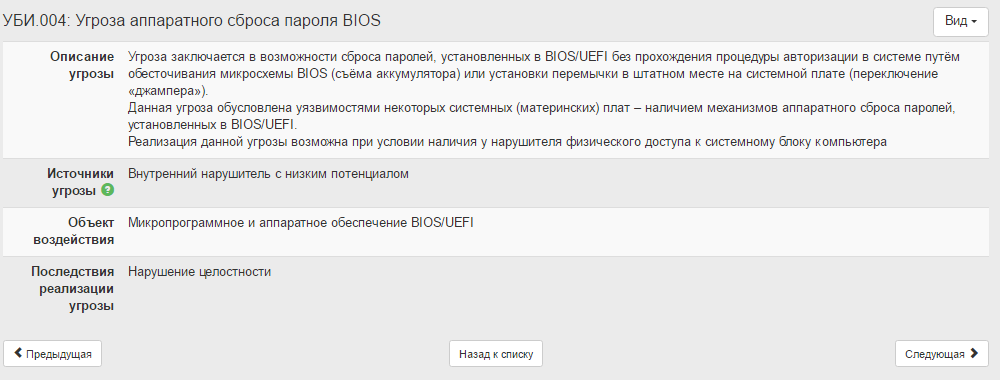 УБИ.004: Угроза аппаратного сброса пароля BIOS
Вид
Описание угрозы
Угроза заключается в возможности сброса паролей, установленных в BIOS/UEFI без прохождения процедуры авторизации в системе путём
обесточивания микросхемы BIOS (съёма аккумулятора) или установки перемычки в штатном месте на системной плате (переключение
«джампера»).
Данная угроза обусловлена уязвимостями некоторых системных (материнских) плат – наличием механизмов аппаратного сброса паролей,
установленных в BIOS/UEFI.
Реализация данной угрозы возможна при условии наличия у нарушителя физического доступа к системному блоку компьютера
Источники
угрозы ?
Внутренний нарушитель с низким потенциалом
Объект
воздействия
Микропрограммное и аппаратное обеспечение BIOS/UEFI
Последствия
реализации
угрозы
Нарушение целостности
Предыдущая
Назад к списку
Следующая